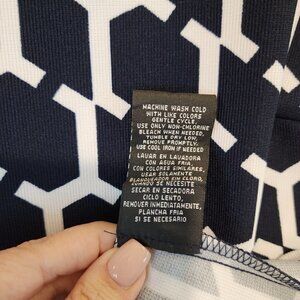 MACHINE WASH COLD
WITH LIKE COLORS
GENTLE CYCLE.
USE ONLY NON-CHLORINE
BLEACH WHEN NEEDED.
TUMBLE DRY LOW.
REMOVE PROMPTLY.
USE COOL IRON IF NEEDED
LAVAR EN LAVADORA
CON AGUA FRIA,
CON COLORES SIMILARES,
USAR SOLAMENTE
BLANQUEADOR SIN CLORO,
CUANDO SE NECESITE
SECAR EN SECADORA
CICLO LENTO.
REMOVER INMEDIATAMENTE,
PLANCHA FRIA
SI SE NECESARIO